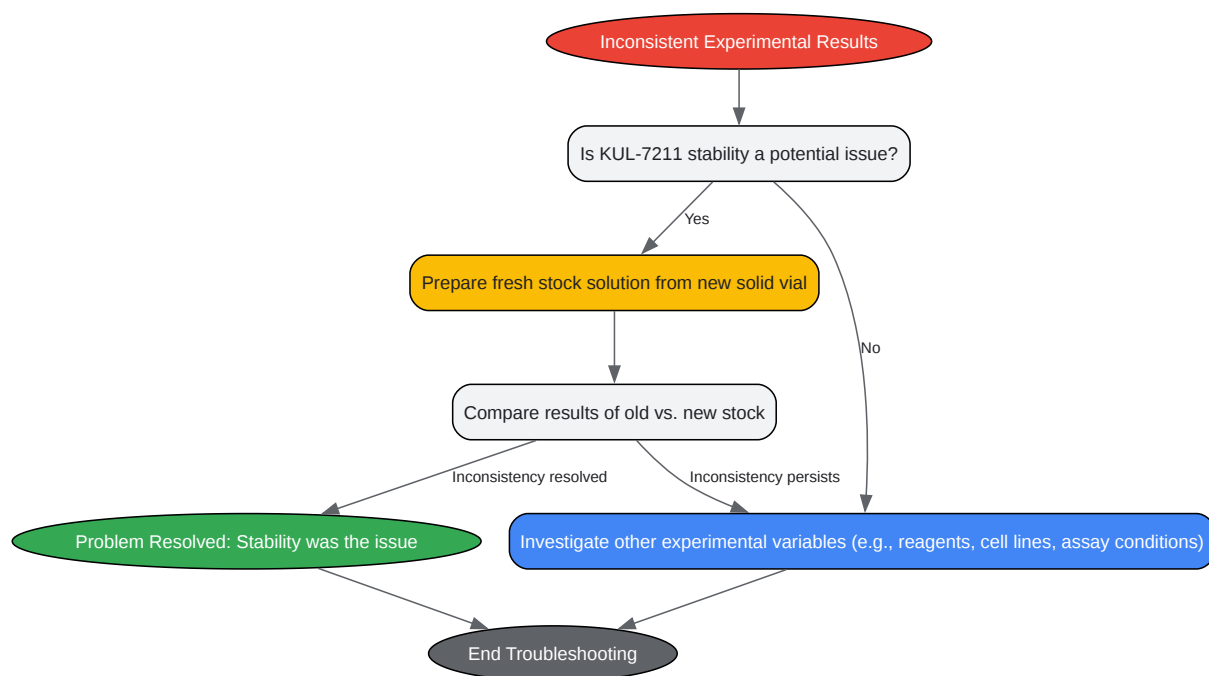 Inconsistent Experimental Results
Is KUL-7211 stability a potential issue?
Yes
Prepare fresh stock solution from new solid vial
No
Compare results of old vs. new stock
Inconsistency resolved
Inconsistency persists
Problem Resolved: Stability was the issue
Investigate other experimental variables (e.g., reagents, cell lines, assay conditions)
End Troubleshooting